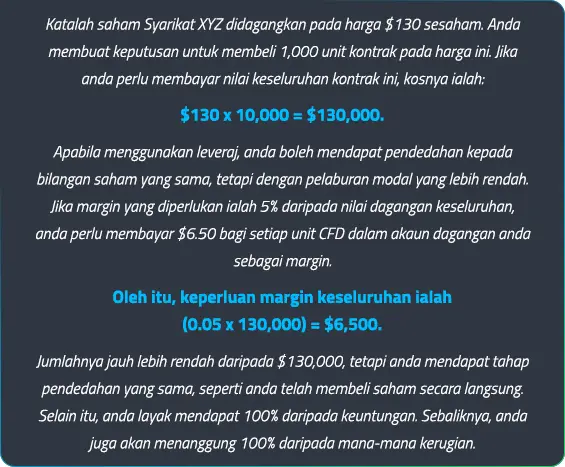 Katalah saham Syarikat XYZ didagangkan pada harga $130 sesaham. Anda
membuat keputusan untuk membeli 1,000 unit kontrak pada harga ini. Jika
anda perlu membayar nilai keseluruhan kontrak ini, kosnya ialah:
$130 x 10,000 = $130,000.
Apabila menggunakan leveraj, anda boleh mendapat pendedahan kepada
bilangan saham yang sama, tetapi dengan pelaburan modal yang lebih rendah.
Jika margin yang diperlukan ialah 5% daripada nilai dagangan keseluruhan,
anda perlu membayar $6.50 bagi setiap unit CFD dalam akaun dagangan anda
sebagai margin.
Oleh itu, keperluan margin keseluruhan ialah
(0.05 x 130,000) = $6,500.
Jumlahnya jauh lebih rendah daripada $130,000, tetapi anda mendapat tahap
pendedahan yang sama, seperti anda telah membeli saham secara langsung.
Selain itu, anda layak mendapat 100% daripada keuntungan. Sebaliknya, anda
juga akan menanggung 100% daripada mana-mana kerugian.